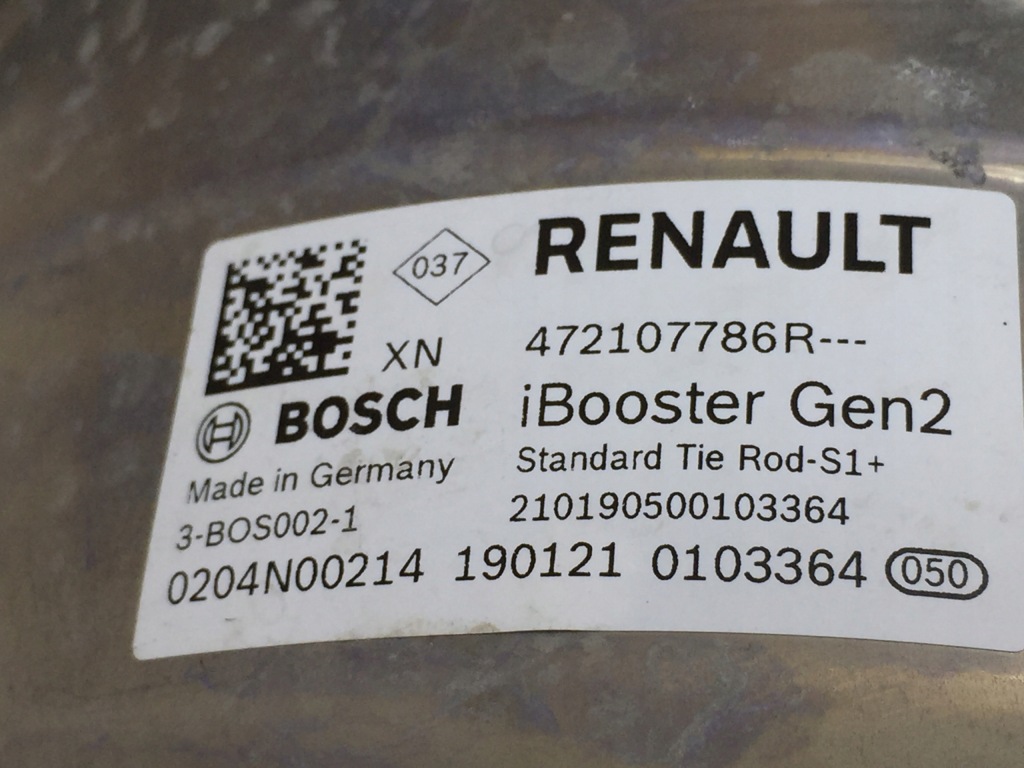 037
RENAULT
XN
472107786R---
BOSCH
iBooster Gen2
Made in Germany
Standard Tie Rod-S1+
3-BOS002-1
210190500103364
0204N00214 190121 0103364 050